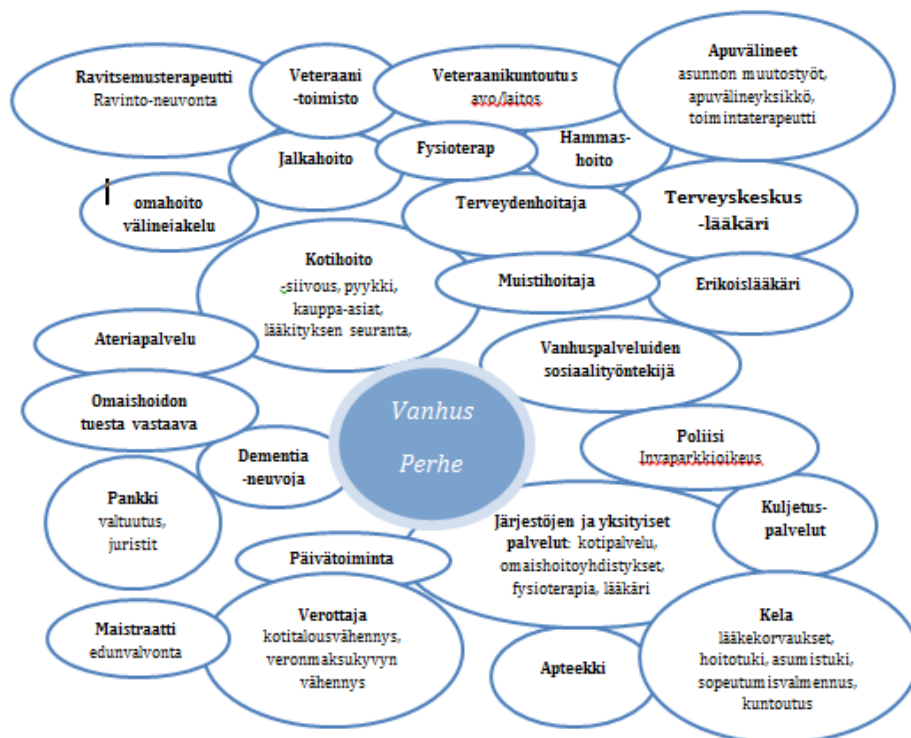 Ravitsemusterapeutti
Ravinto-neuvonta
Veteraani
-toimisto
Veteraanikuntoutus
avo/laitos.
Apuvälineet
asunnon muutostyöt,
apuvälineyksikkö,
toimintaterapeutti
Jalkahoito
Fysioterap
Hammas-
hoito
omahoito
välinejakelu
Terveydenhoitaja
Terveyskeskus
-lääkäri
Kotihoito
-siivous, pyykki,
kauppa-asiat,
lääkityksen seuranta,
Muistihoitaja
Erikoislääkäri
Ateriapalvelu
Vanhuspalveluiden
sosiaalityöntekijä
Omaishoidon
tuesta vastaava
Vanhus
Perhe
Poliisi
Invaparkkioikeus
Dementia
-neuvoja
Pankki
valtuutus,
juristit
Järjestöjen ja yksityiset
palvelut: kotipalvelu,
omaishoitoyhdistykset,
fysioterapia, lääkäri
Kuljetus-
palvelut
Päivätoiminta
Maistraatti
edunvalvonta
Verottaja
kotitalousvähennys,
veronmaksukyvyn
vähennys
Apteekki
Kela
lääkekorvaukset,
hoitotuki, asumistuki,
sopeutumisvalmennus,
kuntoutus